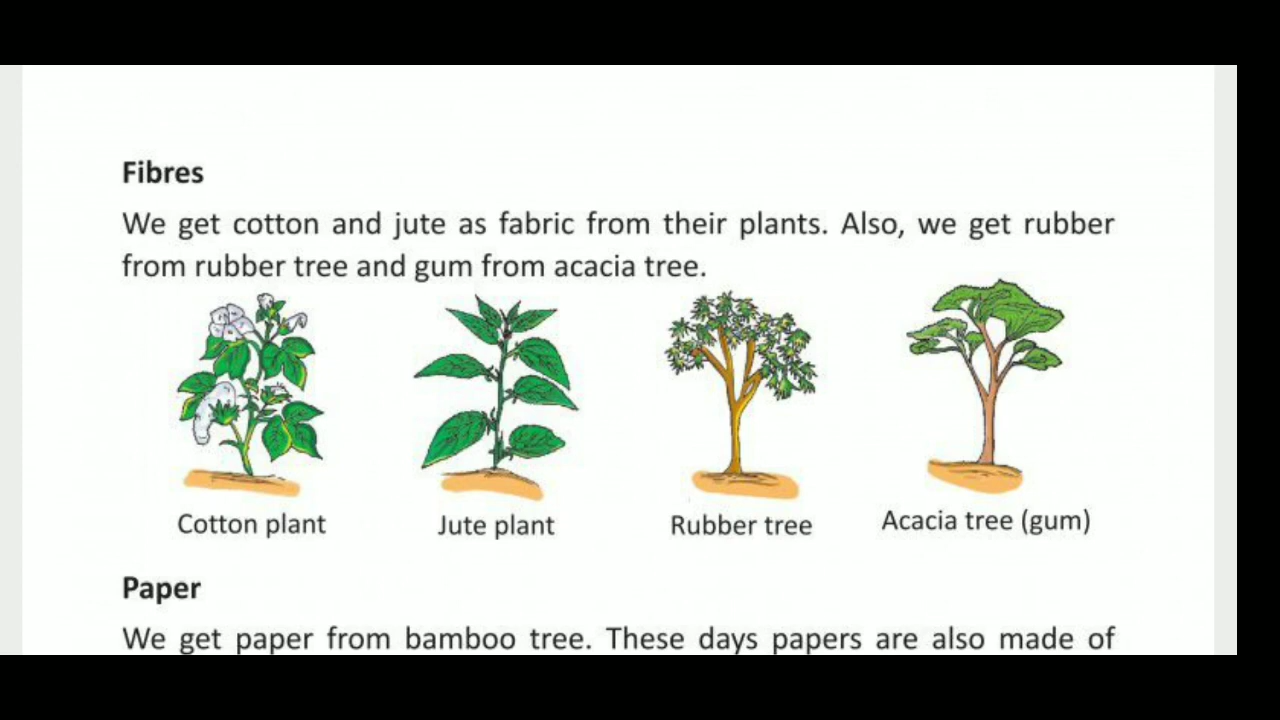 Fibres
We get cotton and jute as fabric from their plants. Also, we get rubber
from rubber tree and gum from acacia tree.
Cotton plant
Jute plant
Rubber tree
Acacia tree (gum)
Paper
We get paper from bamboo tree. These days papers are also made of